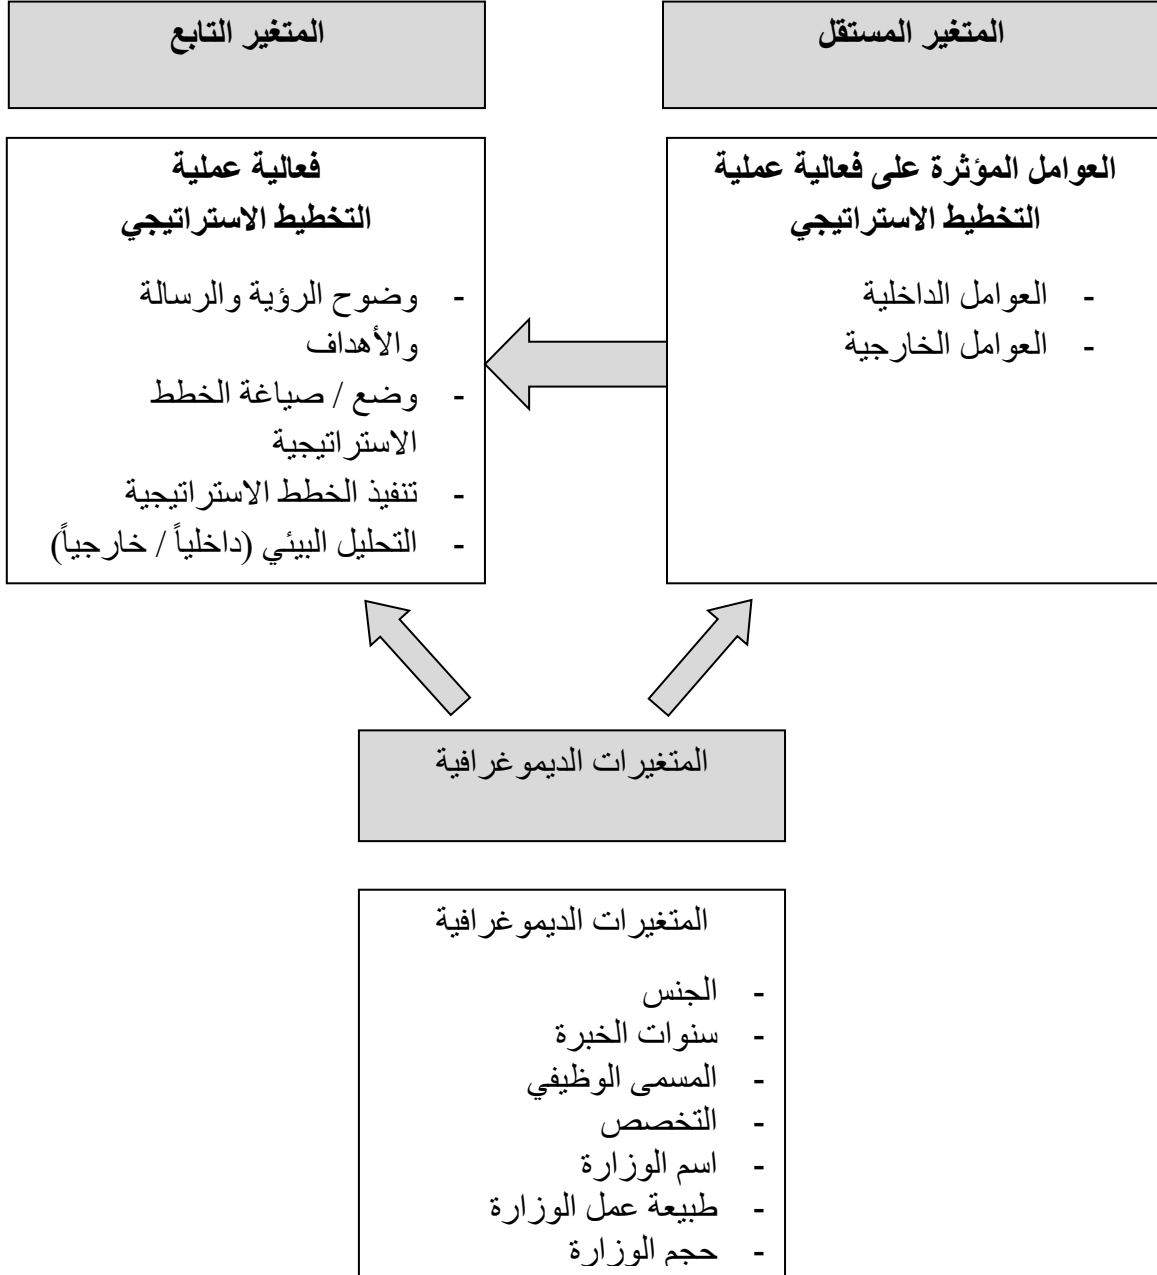 المتغير المستقل
المتغير التابع
العوامل المؤثرة على فعالية عملية
التخطيط الاستراتيجي
- العوامل الداخلية
- العوامل الخارجية
فعالية عملية
التخطيط الاستراتيجي
- وضوح الرؤية والرسالة
والأهداف
- وضع / صياغة الخطط
الاستراتيجية
- تنفيذ الخطط الاستراتيجية
- التحليل البيئي (داخلياً / خارجياً)
المتغيرات الديموغرافية
المتغيرات الديموغرافية
- الجنس
- سنوات الخبرة
- المسمى الوظيفي
- التخصص
- اسم الوزارة
- طبيعة عمل الوزارة
- حجم الوزارة